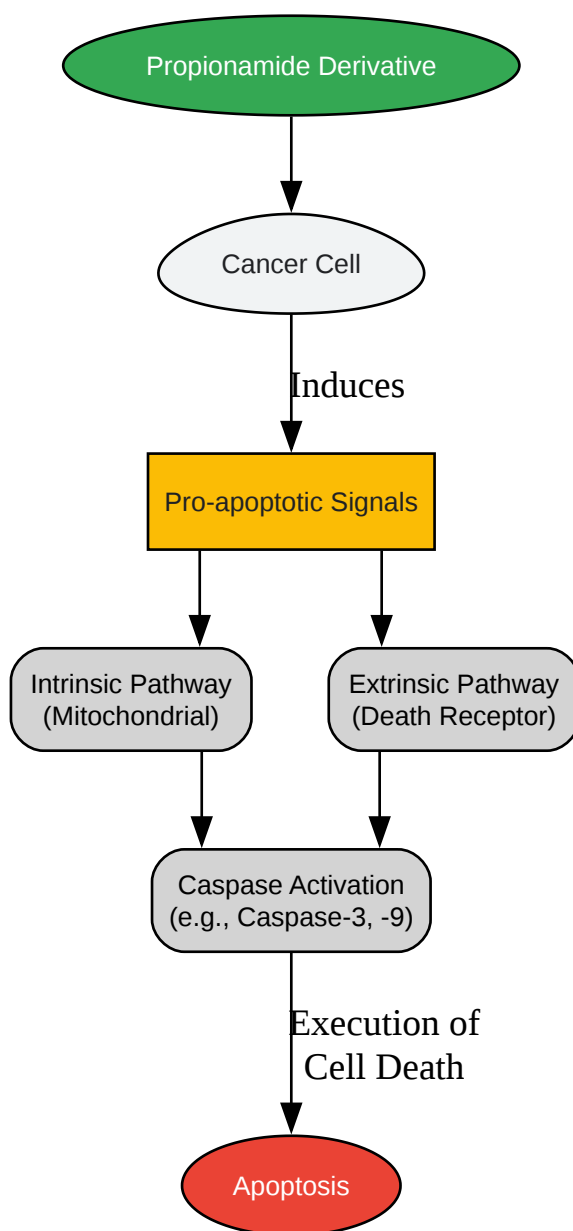 Propionamide Derivative
Cancer Cell
Induces
Pro-apoptotic Signals
Intrinsic Pathway
(Mitochondrial)
Extrinsic Pathway
(Death Receptor)
Caspase Activation
(e.g., Caspase-3, -9)
Execution of
Cell Death
Apoptosis